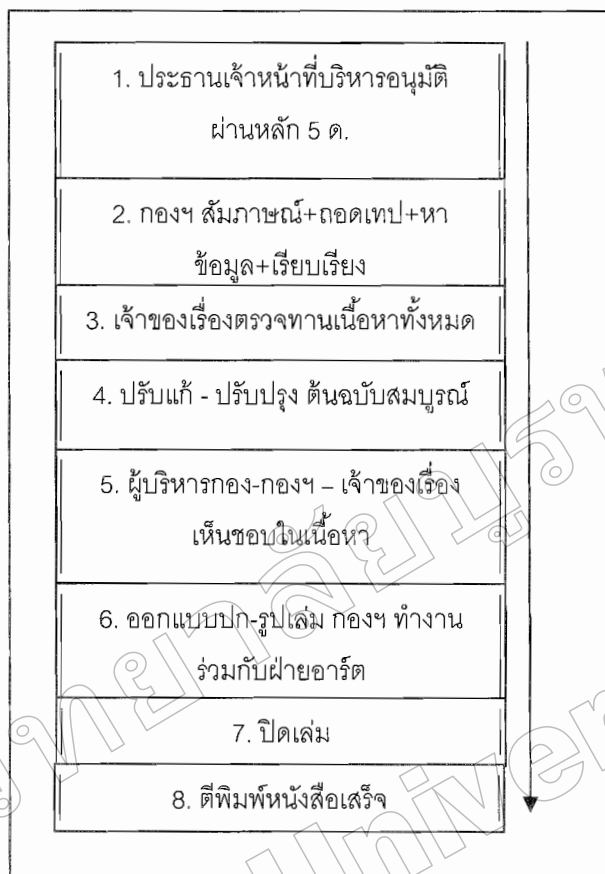 1. ประธานเจ้าหน้าที่บริหารอนุมัติ
ผ่านหลัก 5 ด.
2. กองฯ สัมภาษณ์+ถอดเทป+หา
ข้อมูล+เรียบเรียง
3. เจ้าของเรื่องตรวจทานเนื้อหาทั้งหมด
4. ปรับแก้ - ปรับปรุง ต้นฉบับสมบูรณ์
5. ผู้บริหารกอง-กองฯ – เจ้าของเรื่อง
เห็นชอบในเนื้อหา
6. ออกแบบปก-รูปเล่ม กองฯ ทำงาน
ร่วมกับฝ่ายอาร์ต
7. ปิดเล่ม
8. ตีพิมพ์หนังสือเสร็จ